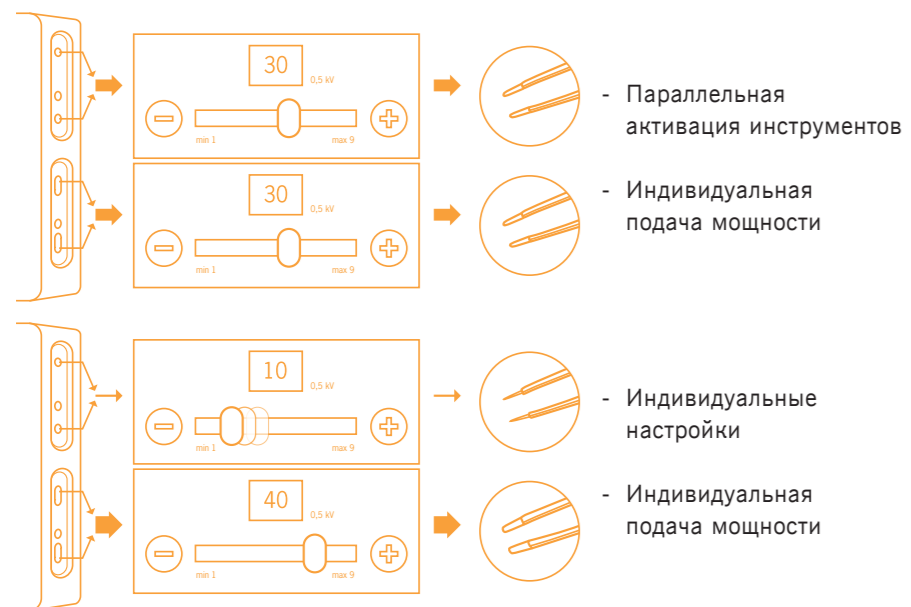 30
0,5 kV
min 1
max 9
- Параллельная
активация инструментов
30
0,5 kV
min 1
max 9
- Индивидуальная
подача мощности
10
0,5 kV
min 1
max 9
- Индивидуальные
настройки
40
0,5 kV
min 1
max 9
- Индивидуальная
подача мощности